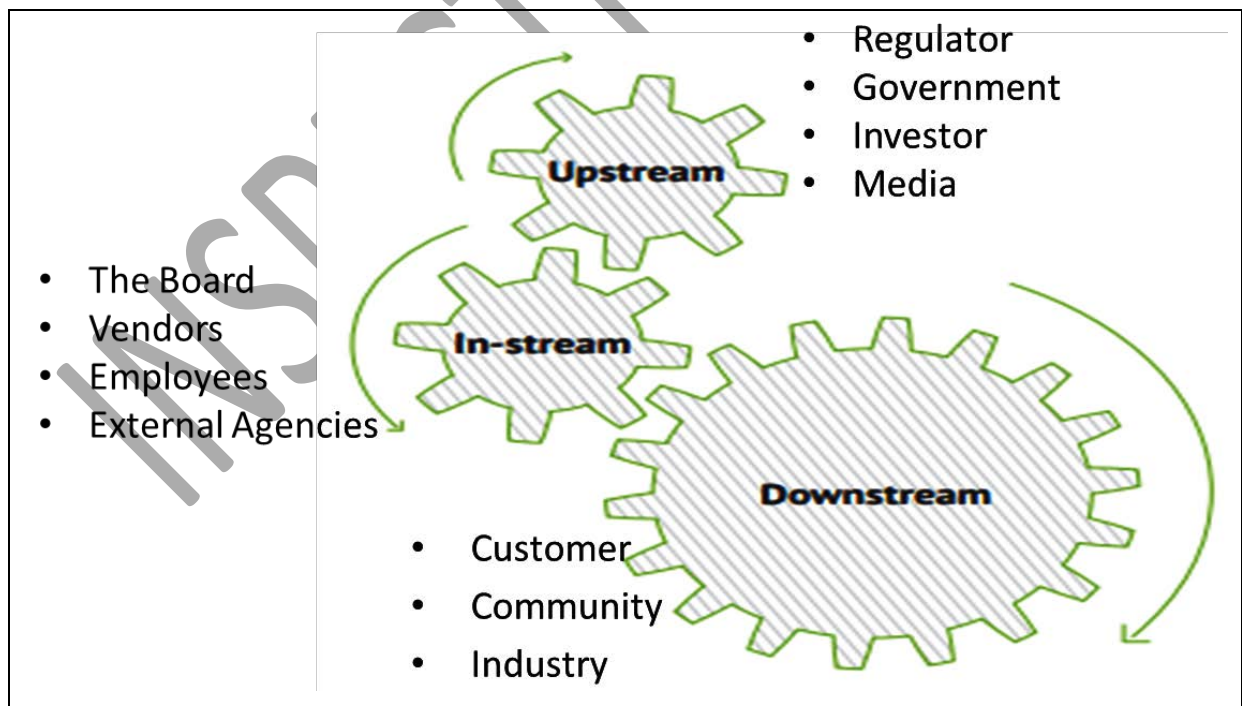 • Regulator
• Government
• Investor
• Media
Upstream
• The Board
• Vendors
• Employees
• External Agencies
In-stream
Downstream
• Customer
• Community
• Industry